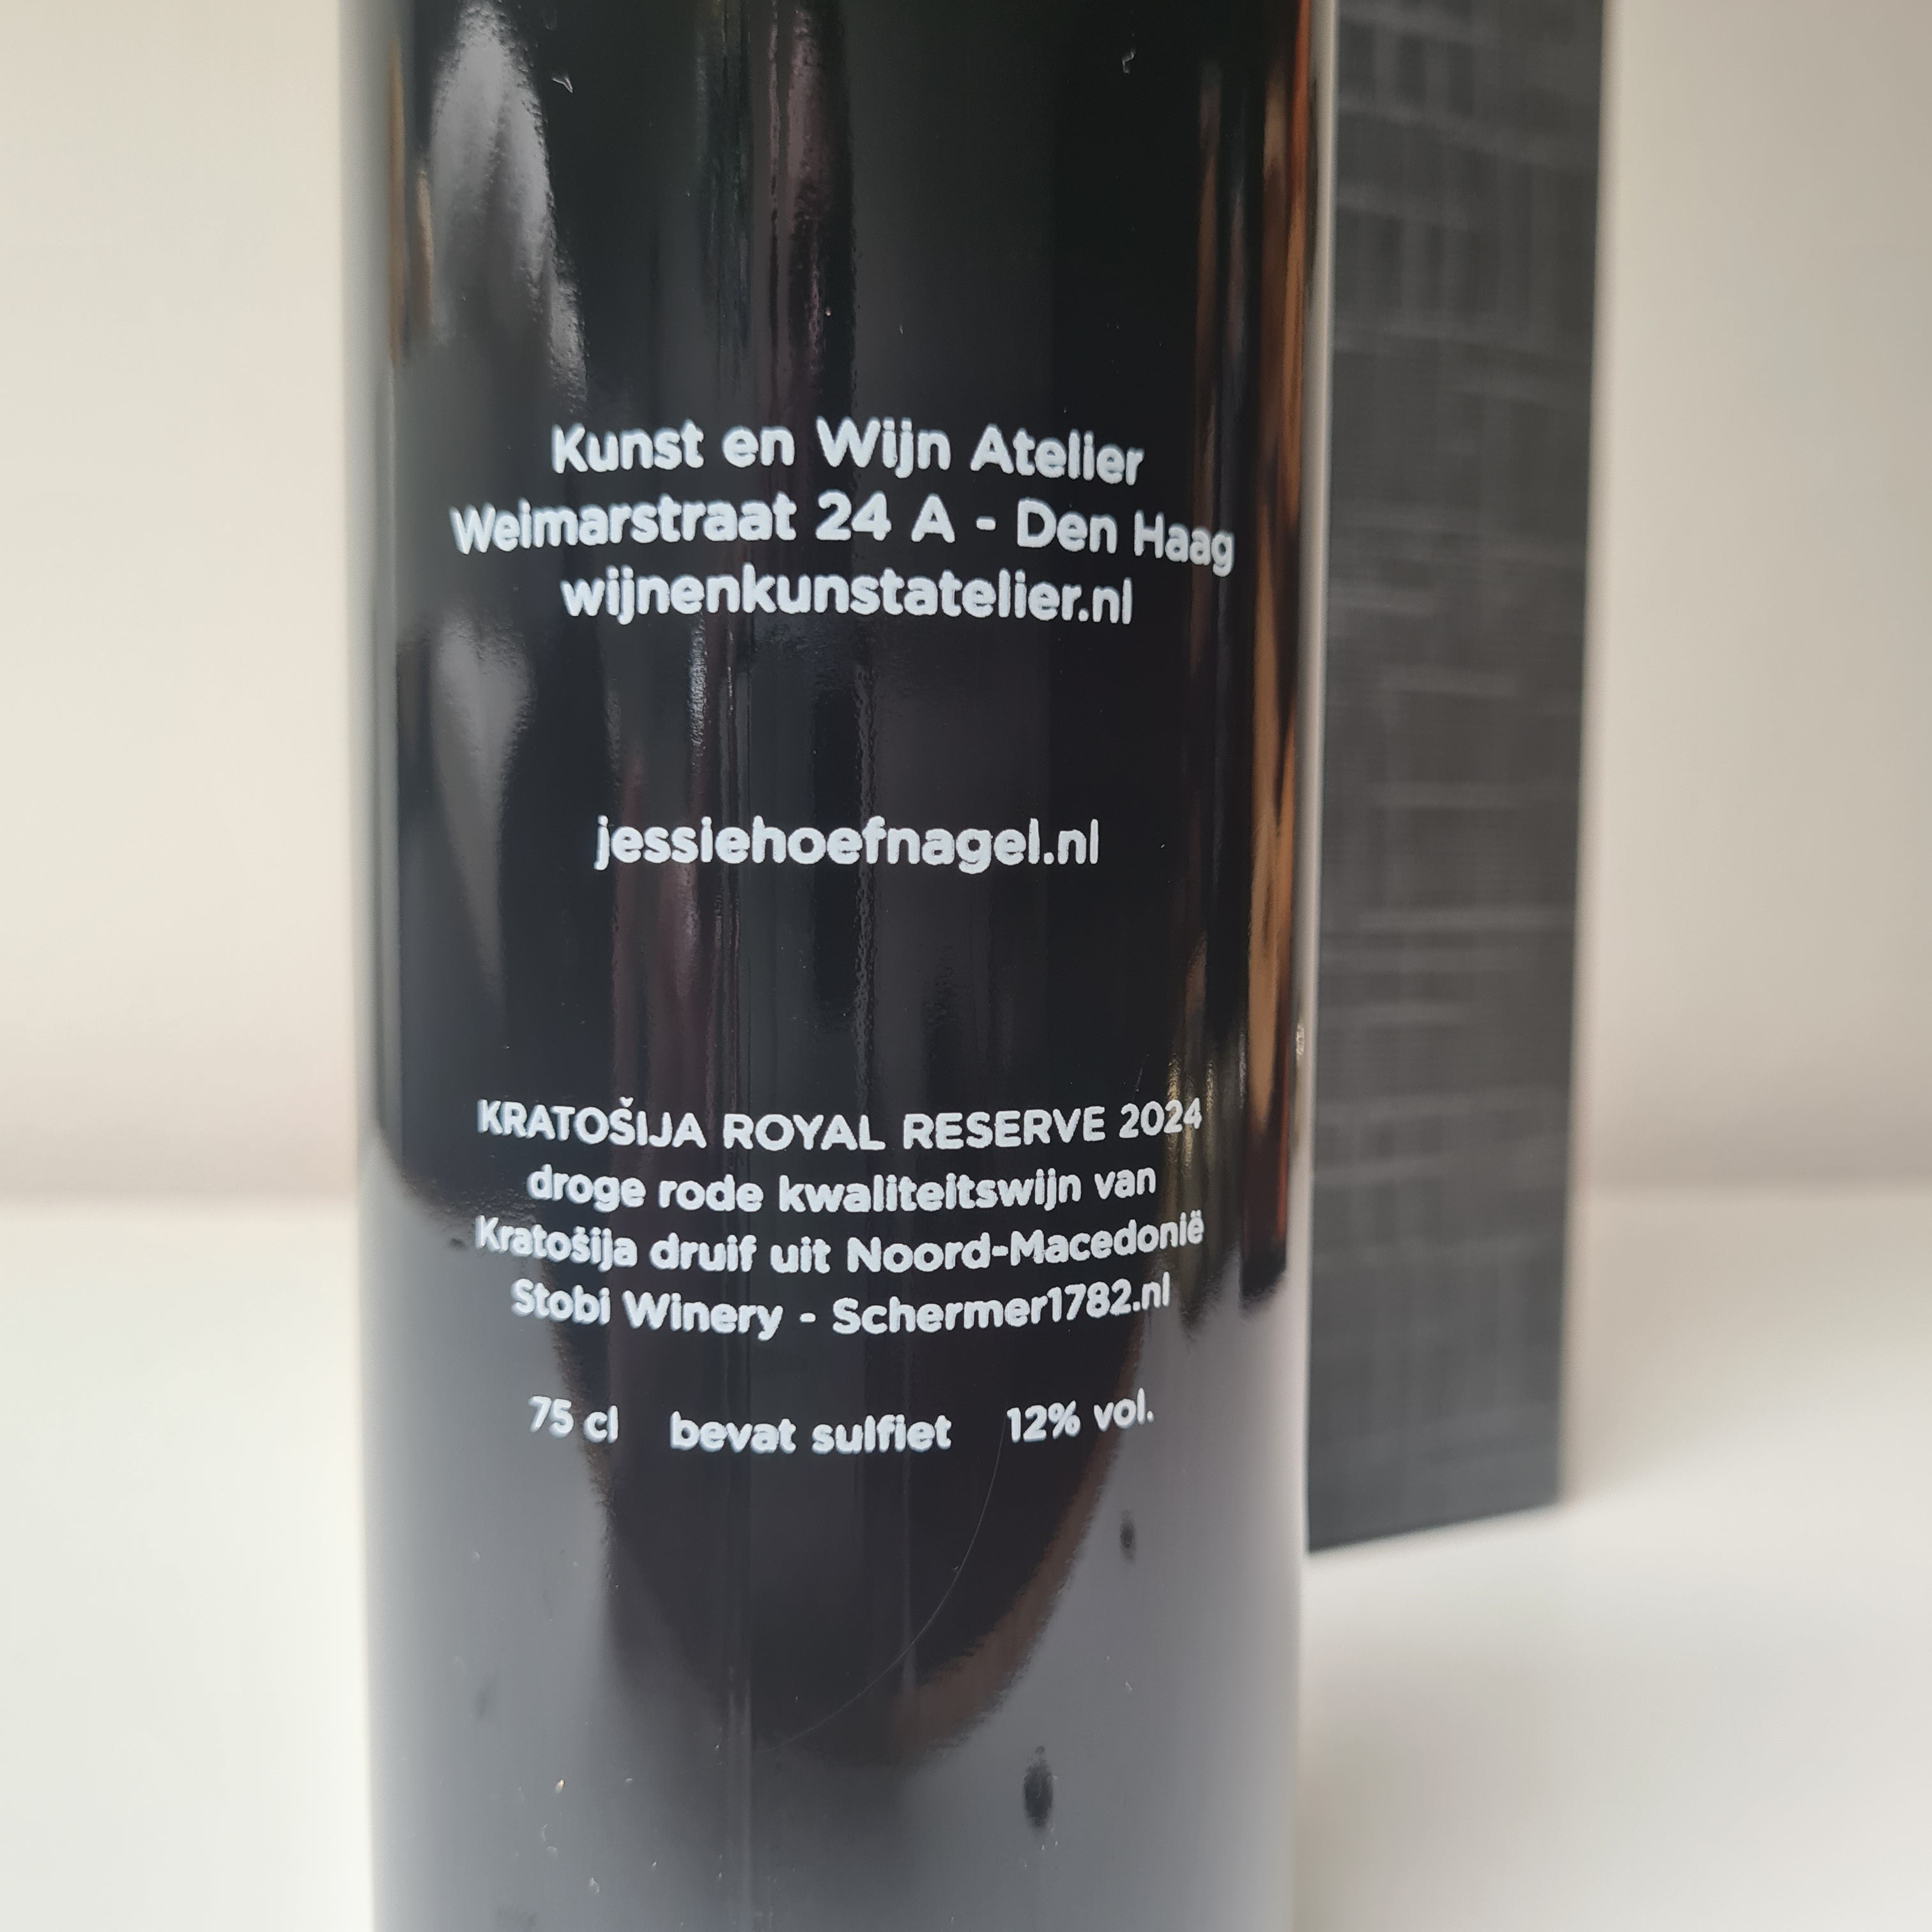 Kunst en Wijn Atelier
Weimarstraat 24 A - Den Haag
wijnenkunstatelier.nl
jessiehoefnagel.nl
KRATOŠIJA ROYAL RESERVE 2024
droge rode kwaliteitswijn van
Kratošija druif uit Noord-Macedonië
Stobi Winery - Schermer1782.nl
75 cl bevat sulfiet 12% vol.